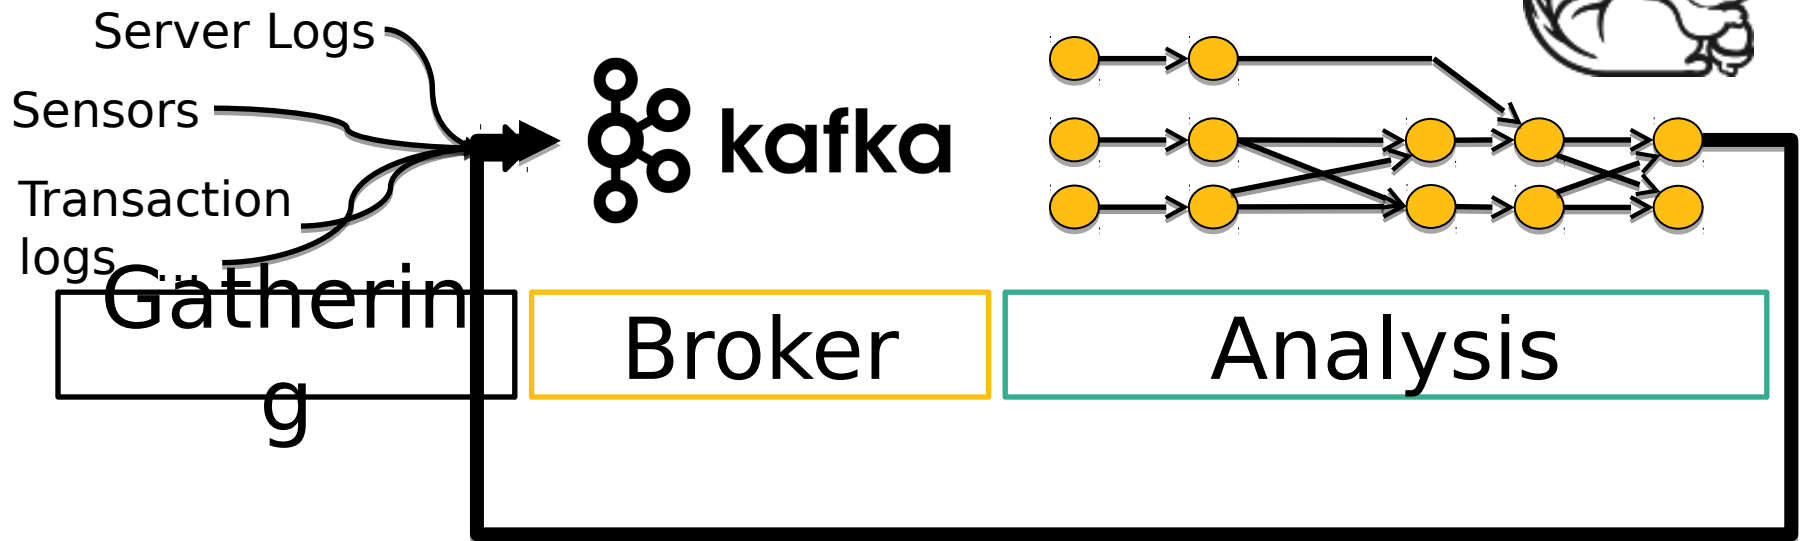 Server Logs
Sensors
Transaction
logs
...
kafka
Gatherin
g
Broker
Analysis